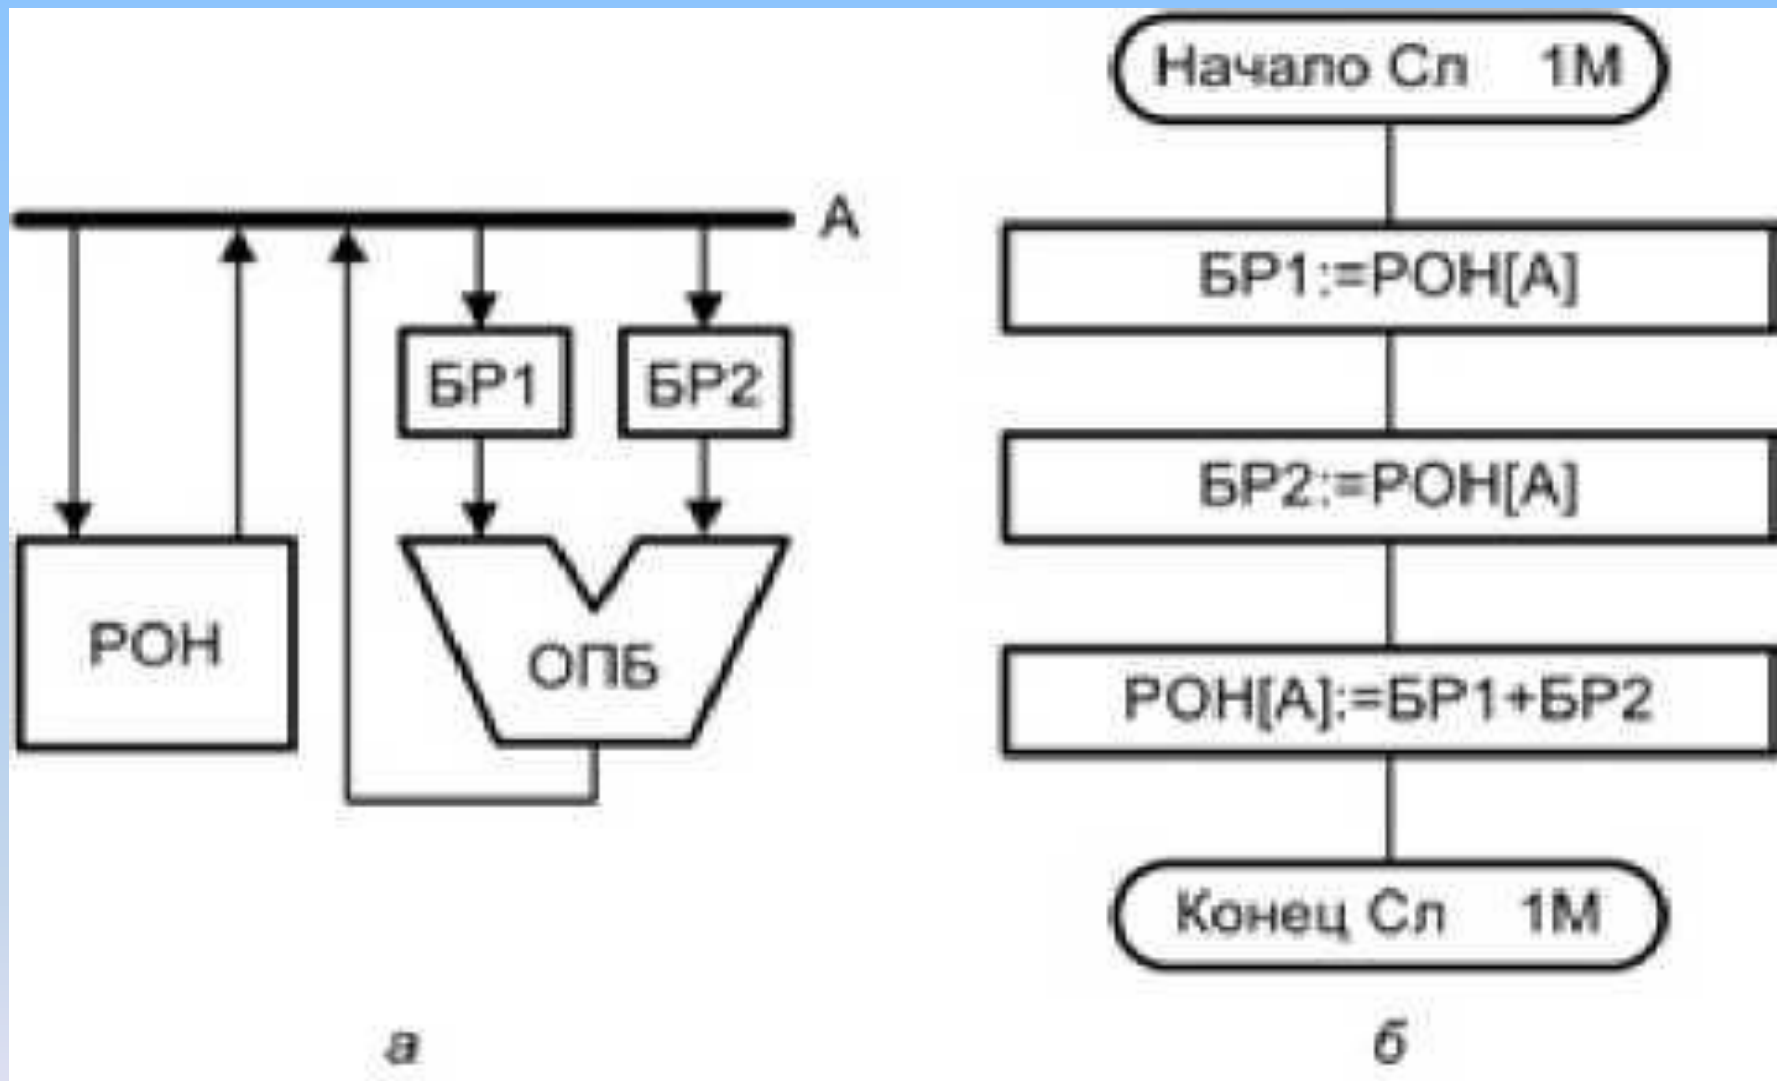 А
БР1
БР2
РОН
ОПБ
а
Начало Сл 1М
БР1:=РОН[А]
БР2:=РОН[А]
РОН[А]:=БР1+БР2
Конец Сл 1М
б